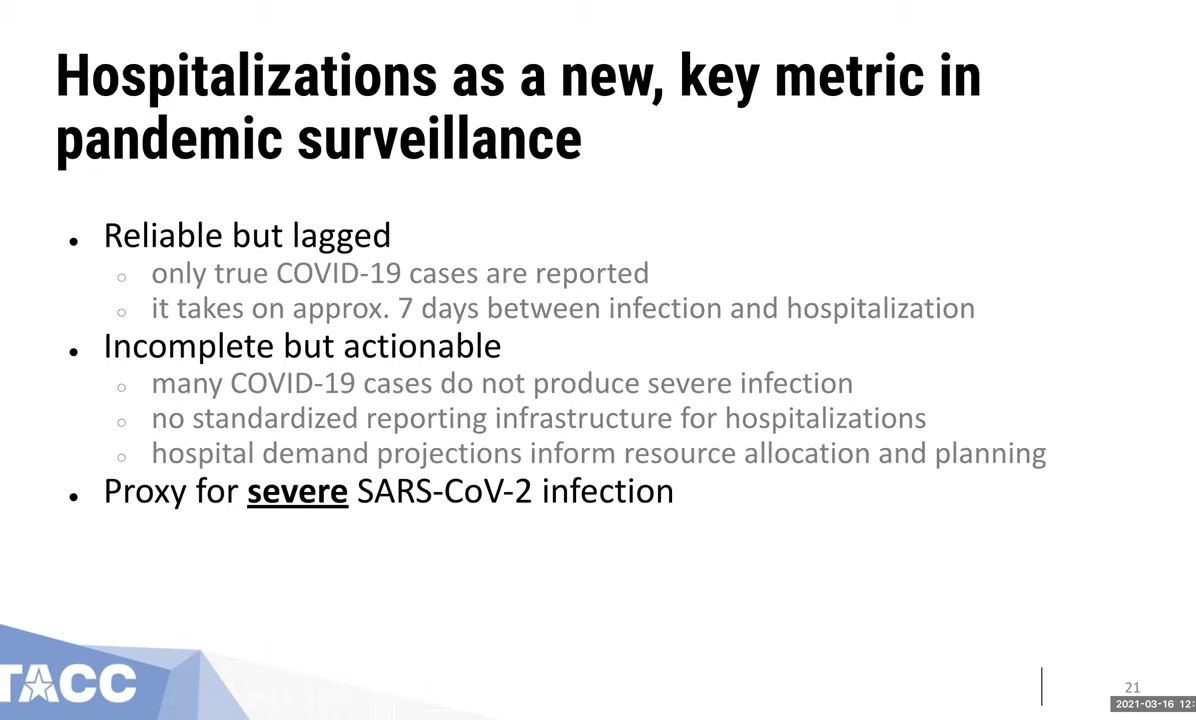 Hospitalizations as a new, key metric in
pandemic surveillance
● Reliable but lagged
○ only true COVID-19 cases are reported
○ it takes on approx. 7 days between infection and hospitalization
● Incomplete but actionable
○ many COVID-19 cases do not produce severe infection
○ no standardized reporting infrastructure for hospitalizations
○ hospital demand projections inform resource allocation and planning
● Proxy for severe SARS-CoV-2 infection
TACC
21
2021-03-16 12: